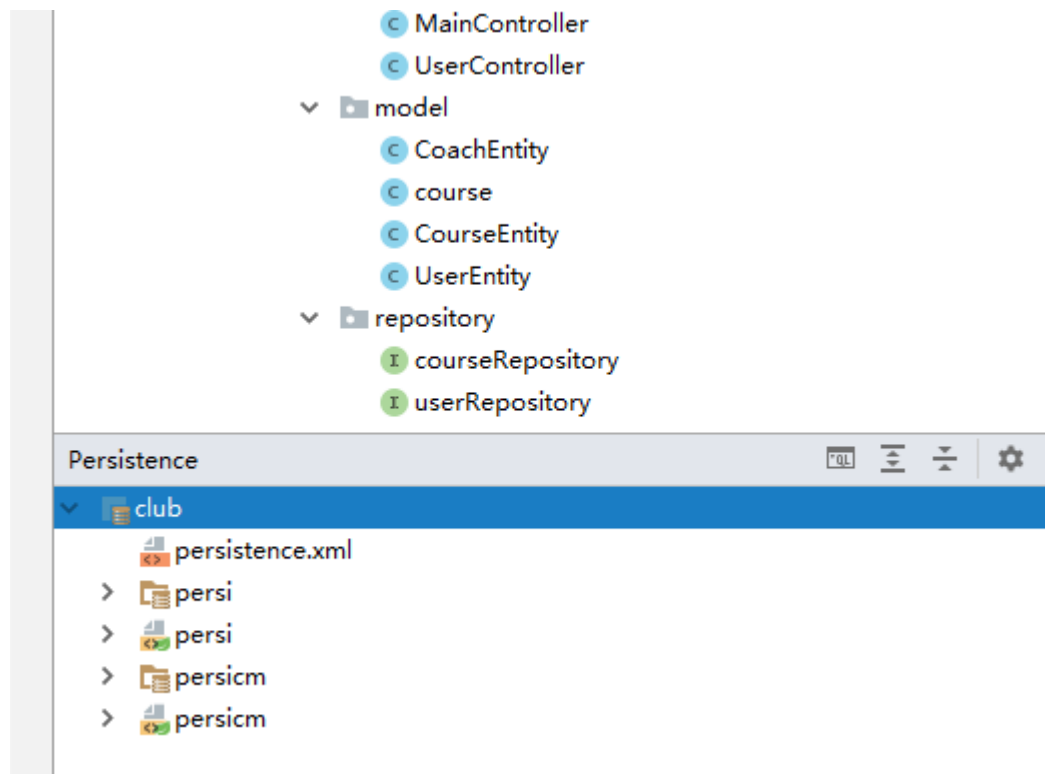 MainController
UserController
model
CoachEntity
course
CourseEntity
UserEntity
repository
courseRepository
userRepository
Persistence
club
persistence.xml
persi
persi
persicm
persicm